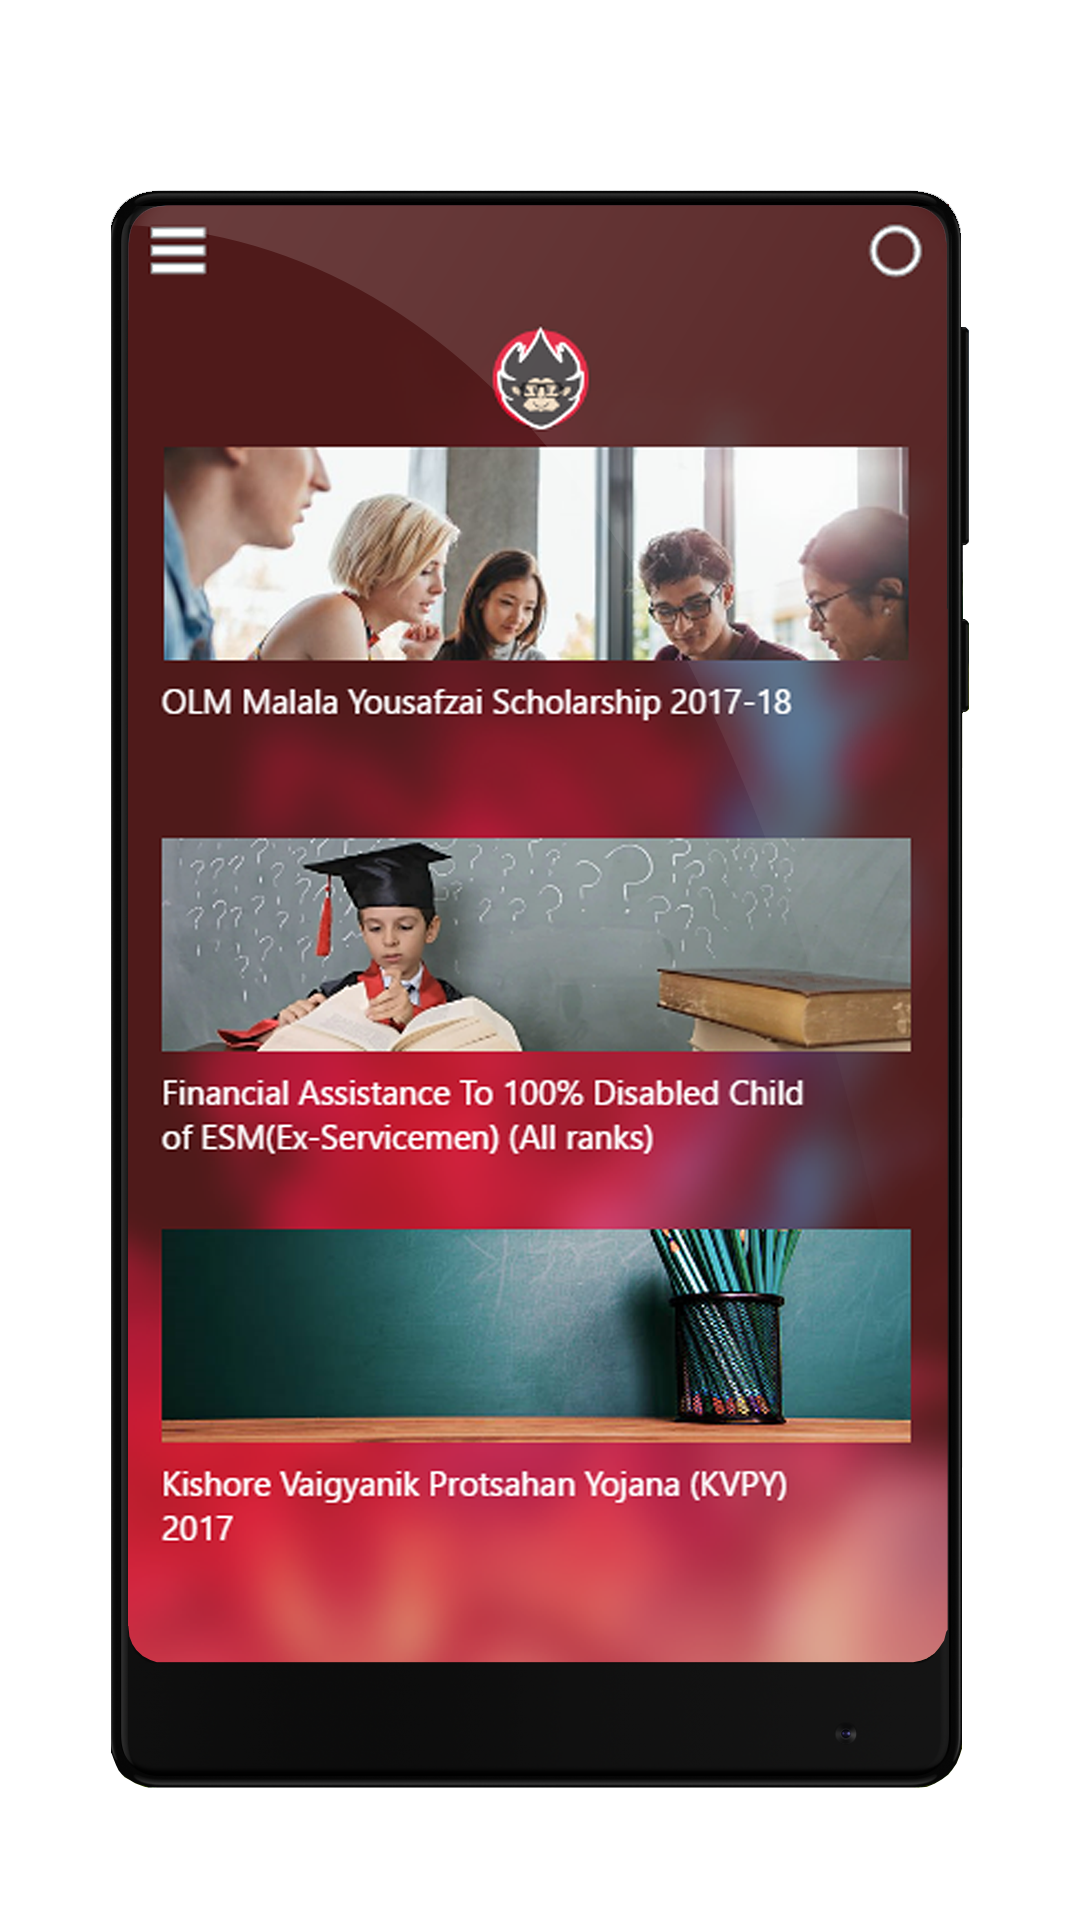 OLM Malala Yousafzai Scholarship 2017-18
Financial Assistance To 100% Disabled Child
of ESM(Ex-Servicemen) (All ranks)
Kishore Vaigyanik Protsahan Yojana (KVPY)
2017